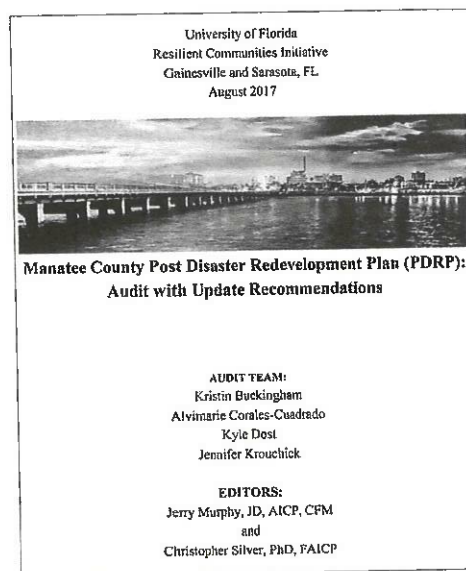 University of Florida
Resilient Communities Initiative
Gainesville and Sarasota, FL
August 2017
Manatee County Post Disaster Redevelopment Plan (PDRP):
Audit with Update Recommendations
AUDIT TEAM:
Kristin Buckingham
Alvimarie Corales-Cuadrado
Kyle Dost
Jennifer Krouchick
EDITORS:
Jerry Murphy, JD, AICP, CFM
and
Christopher Silver, PhD, FAICP